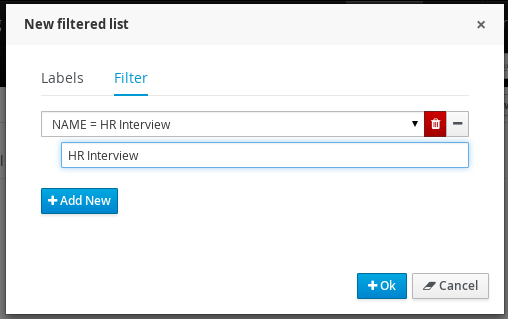 New filtered list ×
Labels Filter
NAME = HR Interview
HR Interview
Add New
Ok Cancel